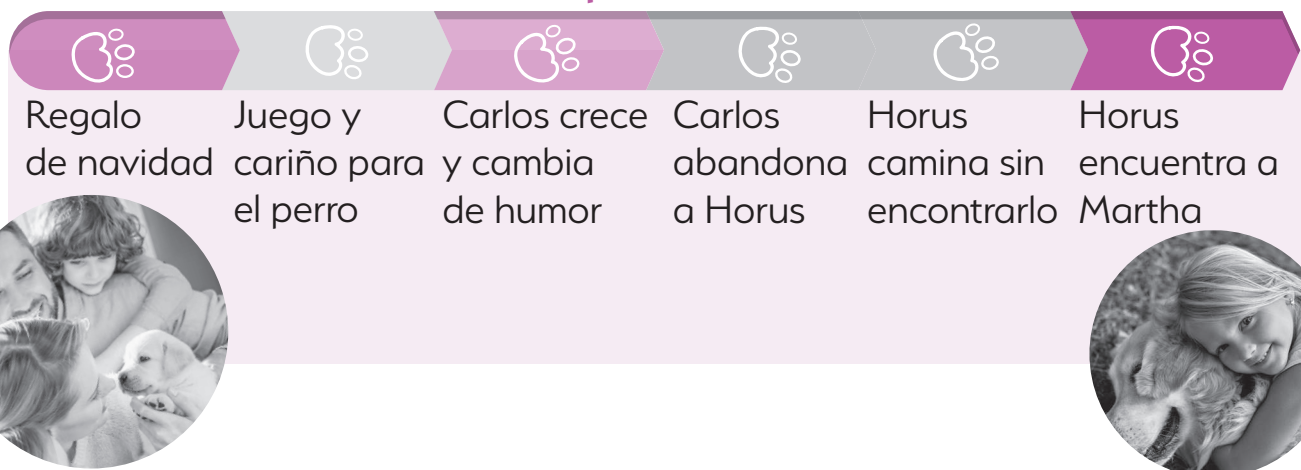 Regalo
de navidad
Juego y
cariño para
el perro
Carlos crece
y cambia
de humor
Carlos
abandona
a Horus
Horus
camina sin
encontrarlo
Horus
encuentra a
Martha